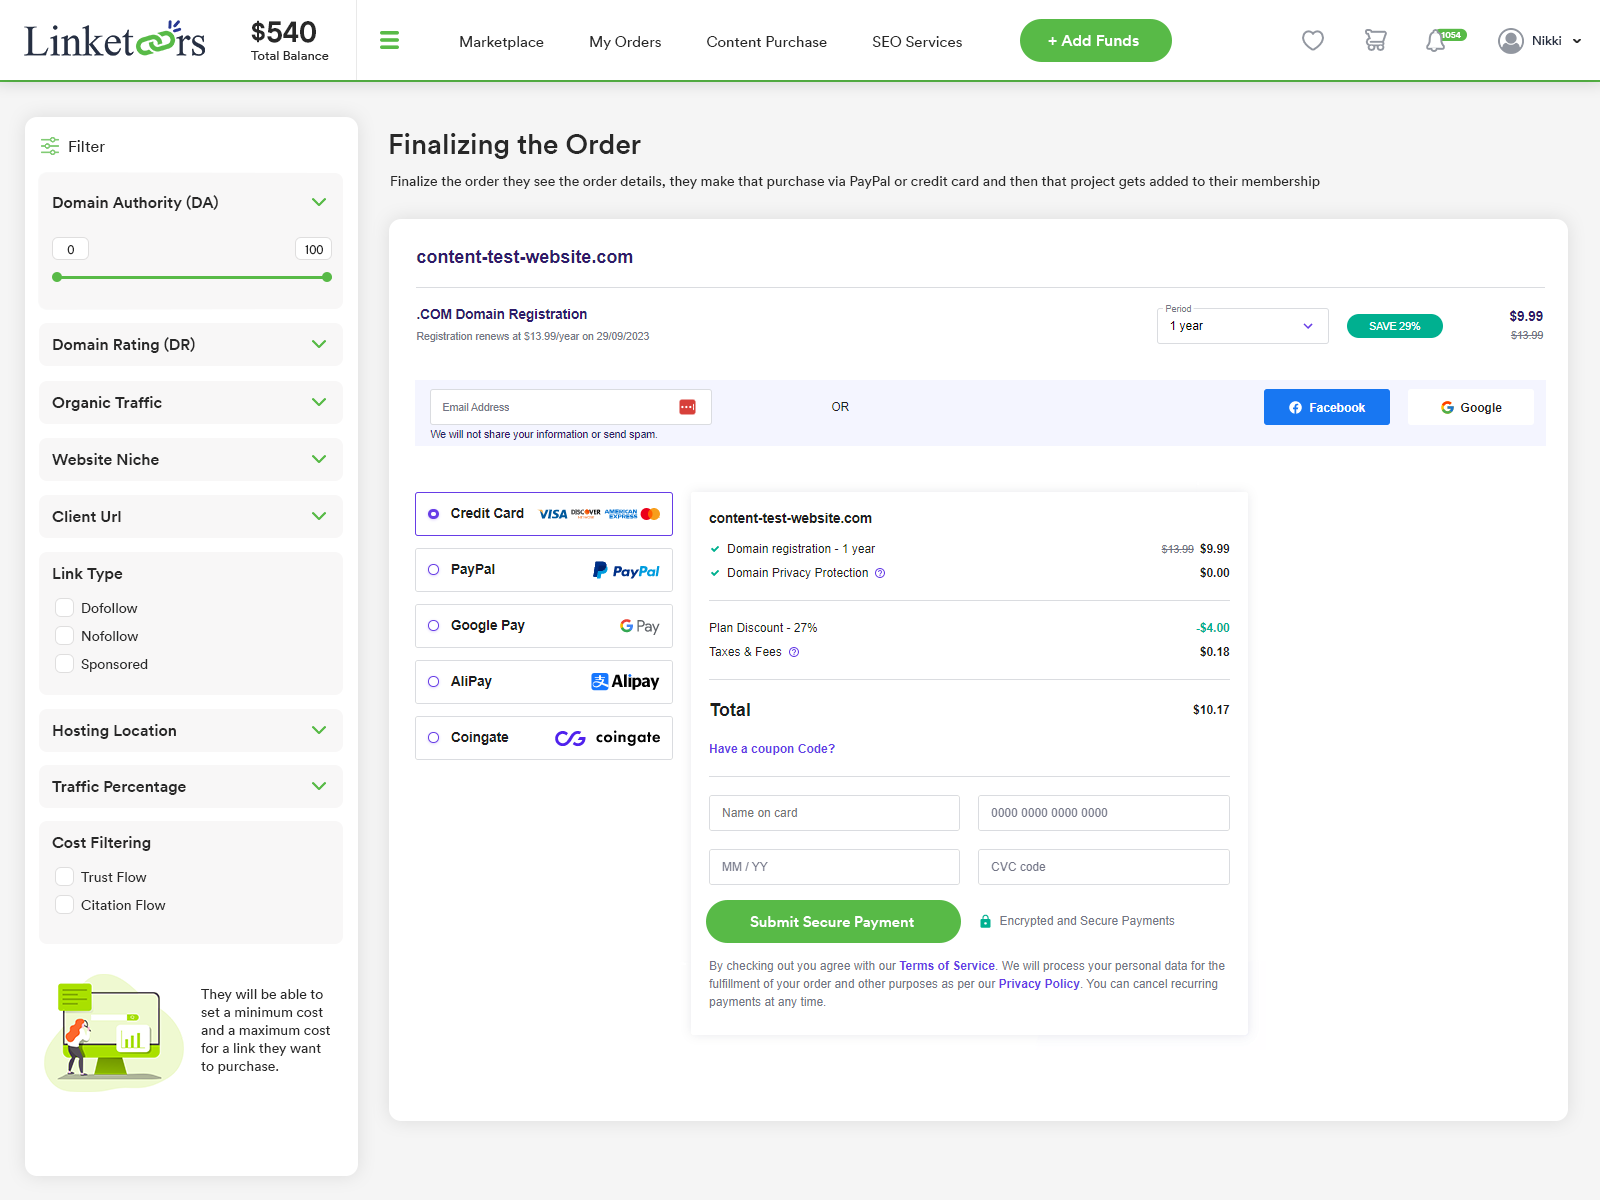 Linketors
$540
Total Balance
Marketplace
My Orders
Content Purchase
SEO Services
+ Add Funds
1054
Nikki
Filter
Domain Authority (DA)
0
100
Domain Rating (DR)
Organic Traffic
Website Niche
Client Url
Link Type
Dofollow
Nofollow
Sponsored
Hosting Location
Traffic Percentage
Cost Filtering
Trust Flow
Citation Flow
They will be able to
set a minimum cost
and a maximum cost
for a link they want
to purchase.
Finalizing the Order
Finalize the order they see the order details, they make that purchase via PayPal or credit card and then that project gets added to their membership
content-test-website.com
.COM Domain Registration
Registration renews at $13.99/year on 29/09/2023
Period
1 year
SAVE 29%
$9.99
$13.99
Email Address
We will not share your information or send spam.
OR
Facebook
Google
Credit Card
VISA
DISCOVER
AMERICAN
EXPRESS
PayPal
PayPal
Google Pay
G Pay
AliPay
支 Alipay
Coingate
coingate
content-test-website.com
Domain registration - 1 year
$13.99 $9.99
Domain Privacy Protection
$0.00
Plan Discount - 27%
-$4.00
Taxes & Fees
$0.18
Total
$10.17
Have a coupon Code?
Name on card
0000 0000 0000 0000
MM / YY
CVC code
Submit Secure Payment
Encrypted and Secure Payments
By checking out you agree with our Terms of Service. We will process your personal data for the
fulfillment of your order and other purposes as per our Privacy Policy. You can cancel recurring
payments at any time.